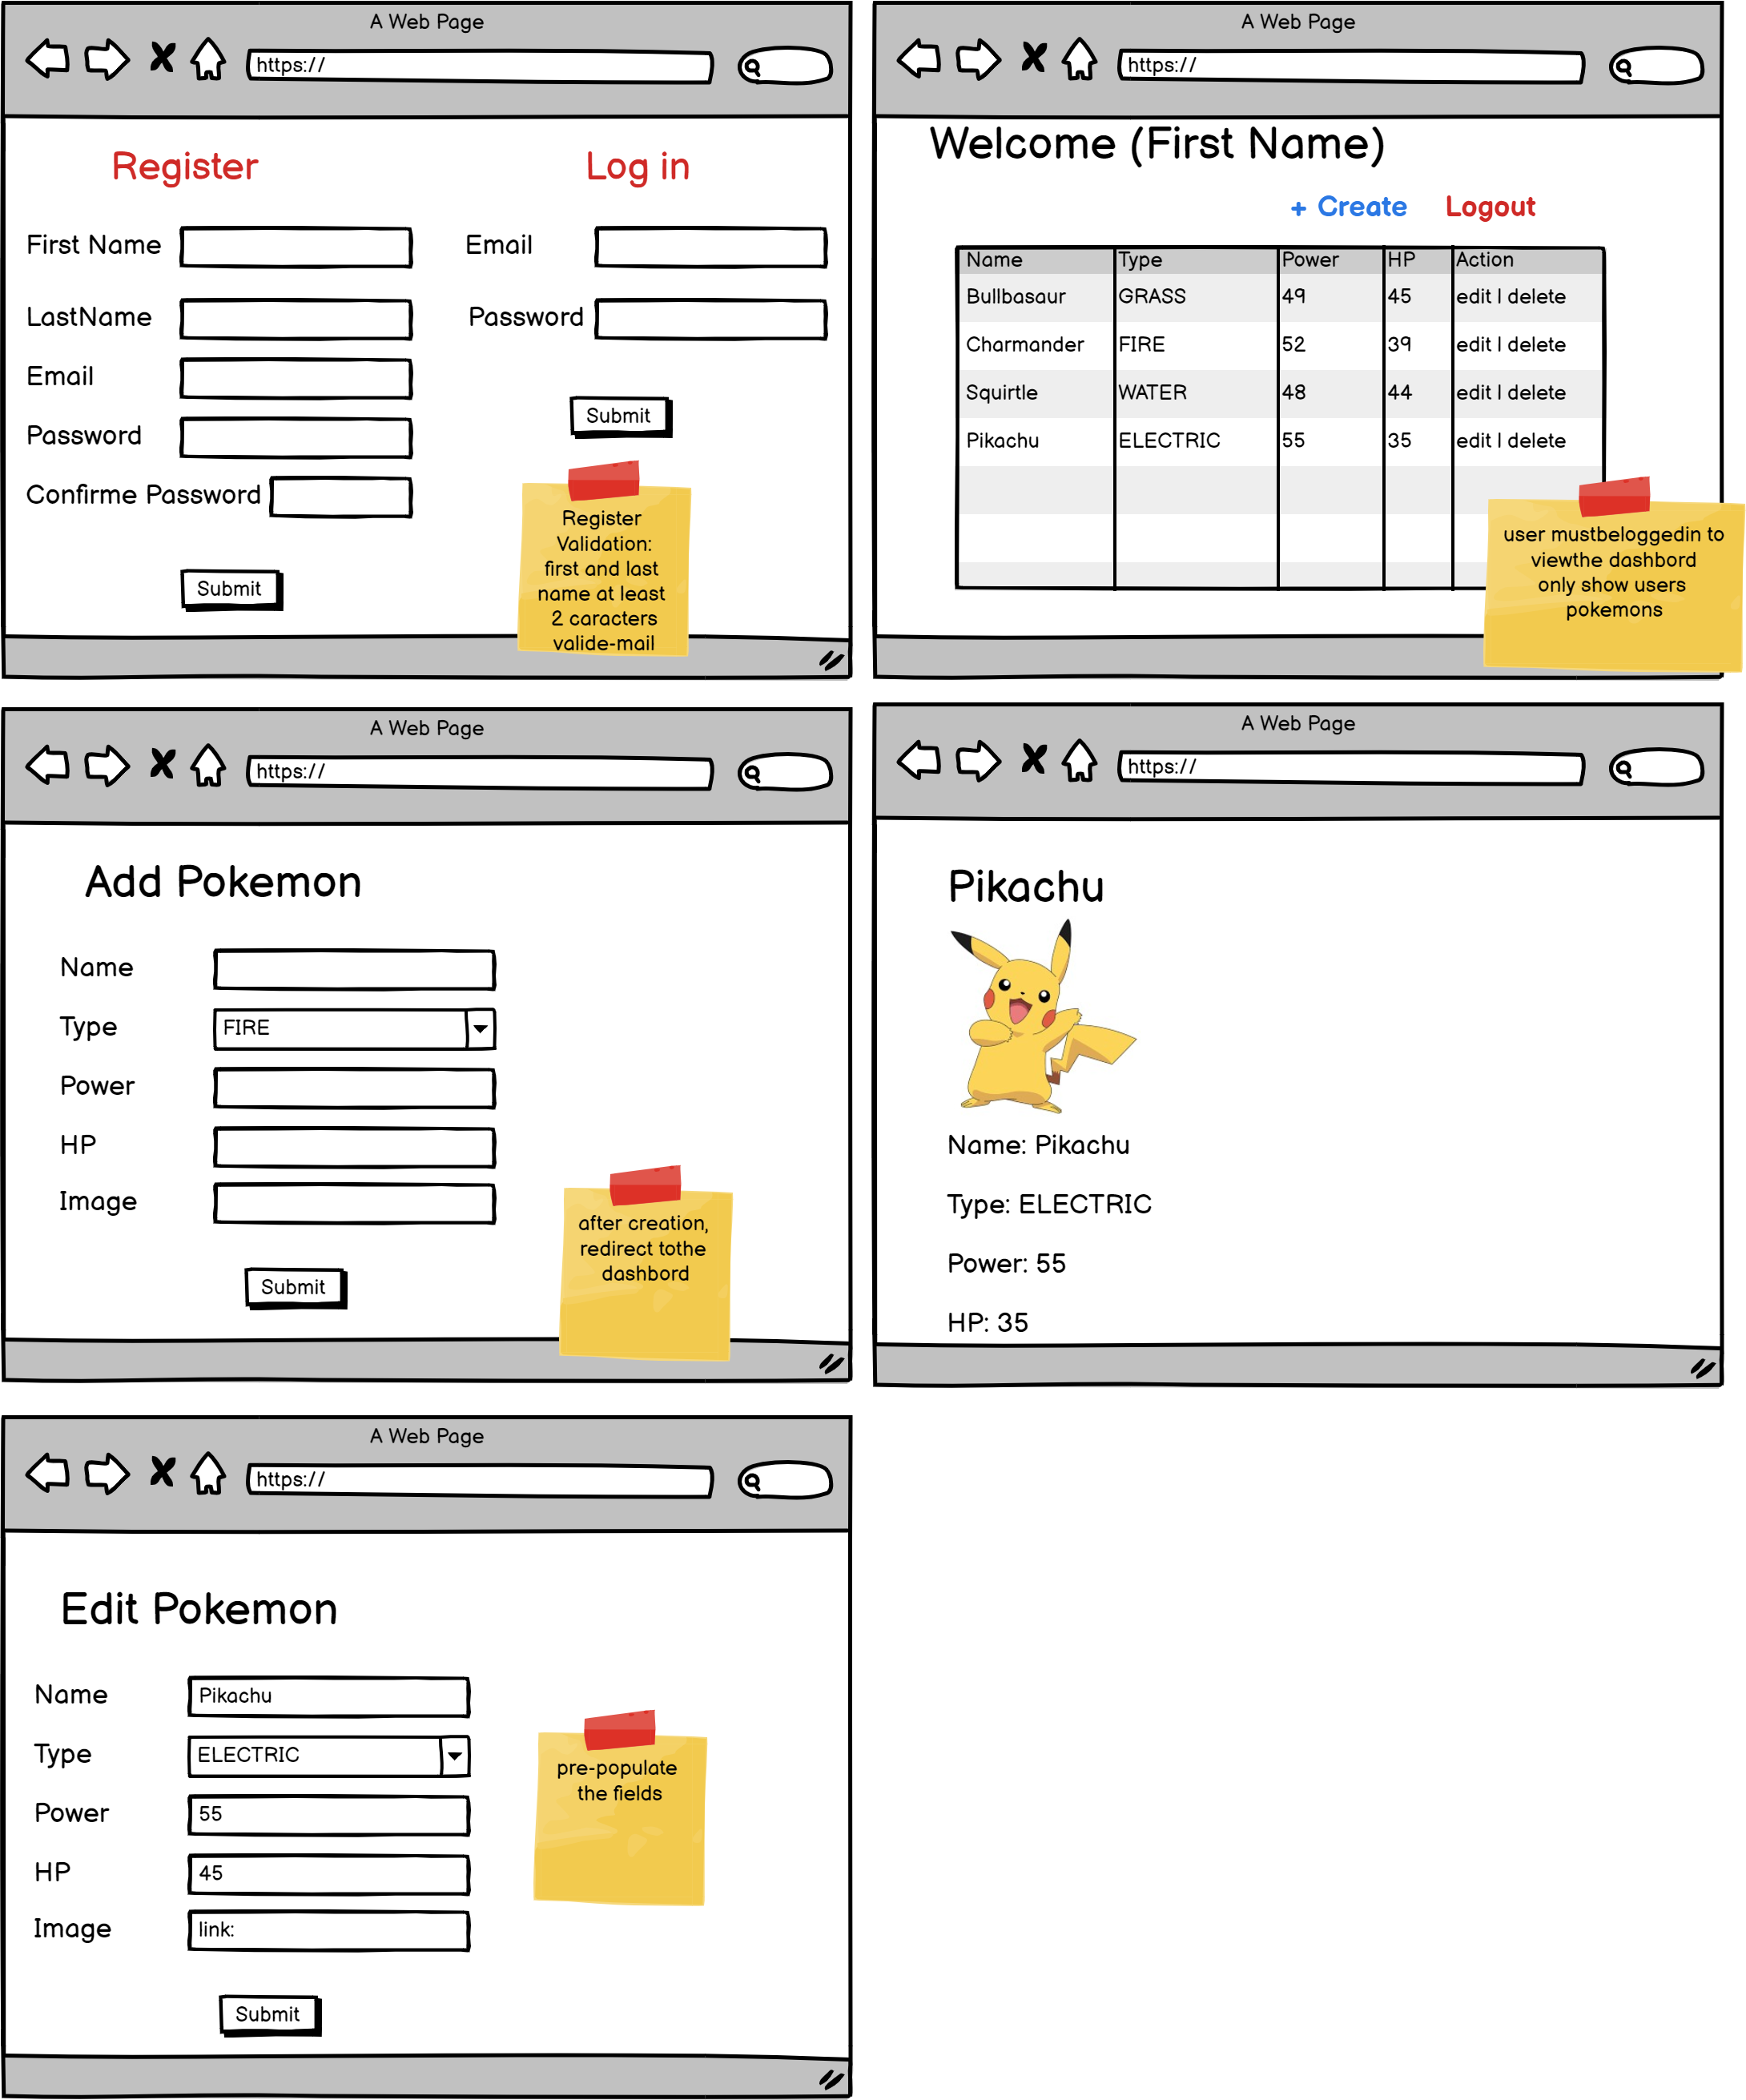 A Web Page
https://
Register
Log in
First Name
Email
LastName
Password
Email
Password
Submit
Confirme Password
Submit
Register
Validation:
first and last
name at least
2 caracters
valide-mail
A Web Page
https://
Welcome (First Name)
+ Create Logout
Name Type Power HP Action
Bullbasaur GRASS 49 45 edit | delete
Charmander FIRE 52 39 edit | delete
Squirtle WATER 48 44 edit | delete
Pikachu ELECTRIC 55 35 edit | delete
user mustbeloggedin to
viewthe dashbord
only show users
pokemons
A Web Page
https://
Add Pokemon
Name
Type FIRE
Power
HP
Image
Submit
after creation,
redirect tothe
dashbord
A Web Page
https://
Pikachu
Name: Pikachu
Type: ELECTRIC
Power: 55
HP: 35
A Web Page
https://
Edit Pokemon
Name Pikachu
Type ELECTRIC
Power 55
HP 45
Image link:
Submit
pre-populate
the fields